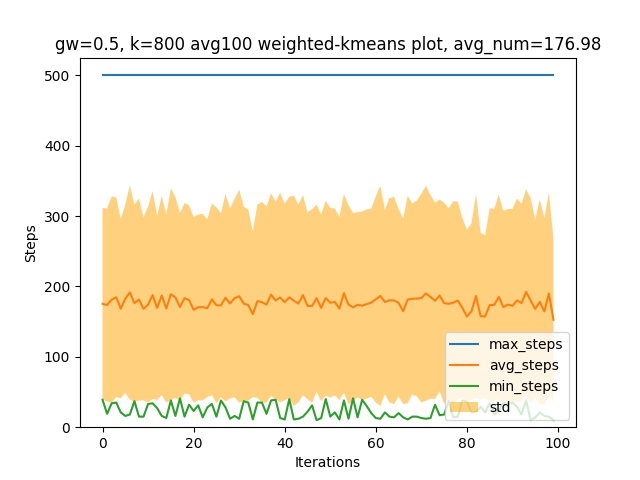 gw=0.5, k=800 avg100 weighted-kmeans plot, avg_num=176.98
500
400
300
200
100
0
Steps
max_steps
avg_steps
min_steps
std
0 20 40 60 80 100
Iterations